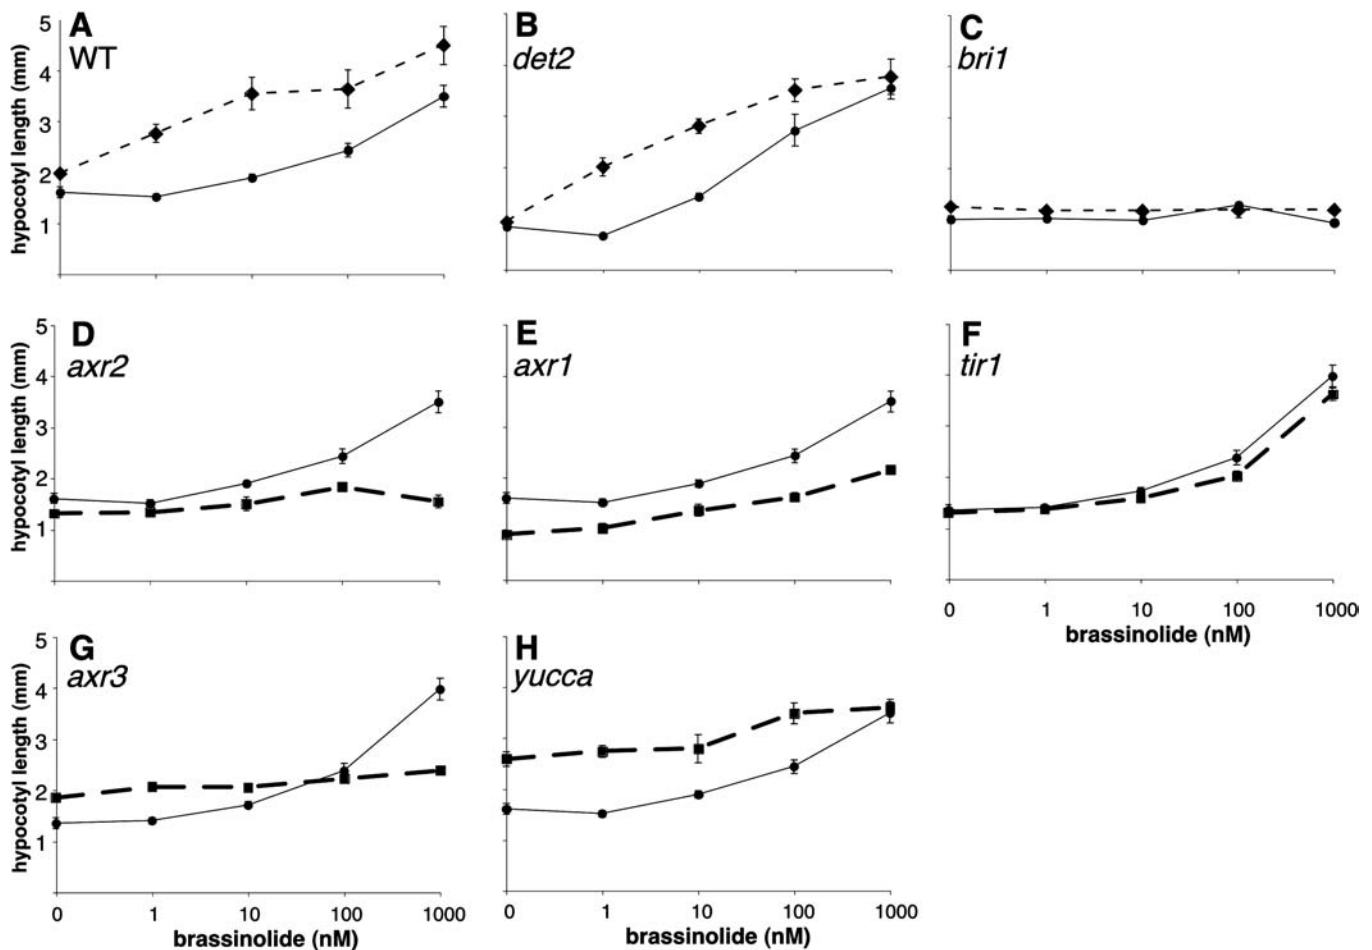 A
WT
hypocotyl length (mm)
5
4
3
2
1
B
det2
C
bri1
D
axr2
hypocotyl length (mm)
5
4
3
2
1
E
axr1
F
tir1
0 1 10 100 1000
brassinolide (nM)
G
axr3
hypocotyl length (mm)
5
4
3
2
1
0 1 10 100 1000
brassinolide (nM)
H
yucca
0 1 10 100 1000
brassinolide (nM)